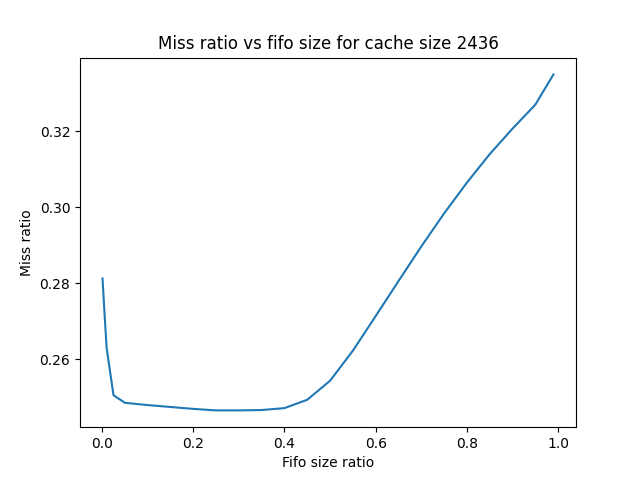 Miss ratio vs fifo size for cache size 2436
Miss ratio
0.32
0.30
0.28
0.26
0.0 0.2 0.4 0.6 0.8 1.0
Fifo size ratio